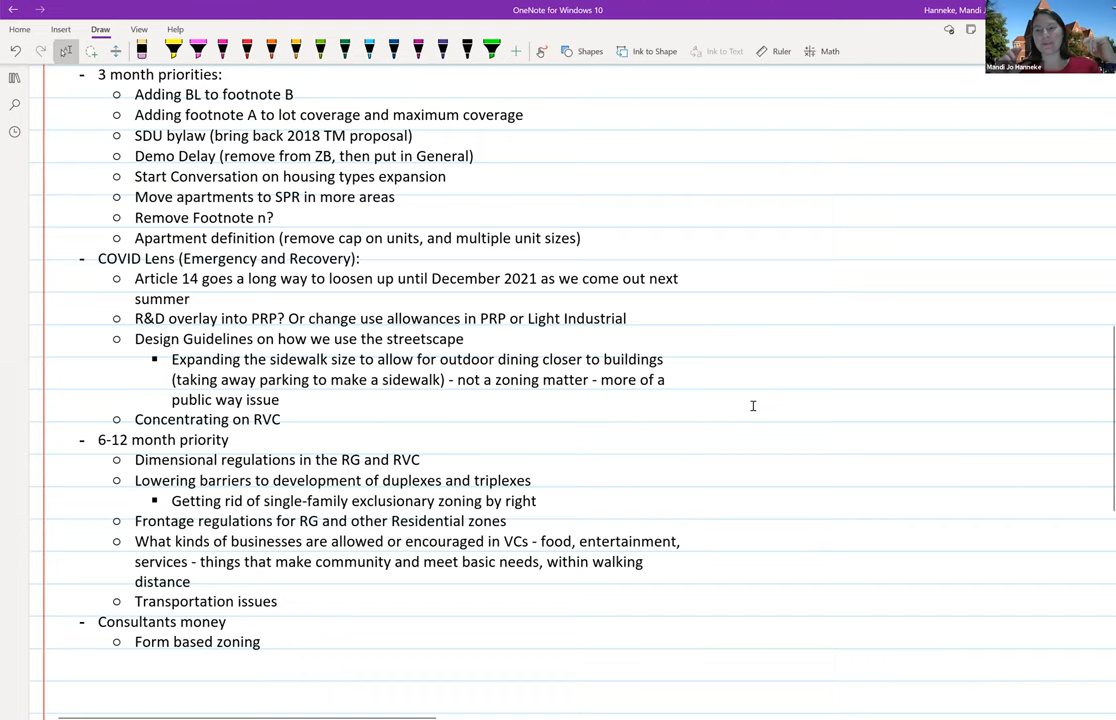 OneNote for Windows 10
Hanneke, Mandi J
Home Insert Draw View
Shapes Ink to Shape Ink to Text Ruler Math
Mandi Jo Hanneke
- 3 month priorities:
o Adding BL to footnote B
o Adding footnote A to lot coverage and maximum coverage
o SDU bylaw (bring back 2018 TM proposal)
o Demo Delay (remove from ZB, then put in General)
o Start Conversation on housing types expansion
o Move apartments to SPR in more areas
o Remove Footnote n?
o Apartment definition (remove cap on units, and multiple unit sizes)
- COVID Lens (Emergency and Recovery):
o Article 14 goes a long way to loosen up until December 2021 as we come out next
summer
o R&D overlay into PRP? Or change use allowances in PRP or Light Industrial
o Design Guidelines on how we use the streetscape
▪ Expanding the sidewalk size to allow for outdoor dining closer to buildings
(taking away parking to make a sidewalk) - not a zoning matter - more of a
public way issue
o Concentrating on RVC
- 6-12 month priority
o Dimensional regulations in the RG and RVC
o Lowering barriers to development of duplexes and triplexes
▪ Getting rid of single-family exclusionary zoning by right
o Frontage regulations for RG and other Residential zones
o What kinds of businesses are allowed or encouraged in VCs - food, entertainment,
services - things that make community and meet basic needs, within walking
distance
o Transportation issues
- Consultants money
o Form based zoning